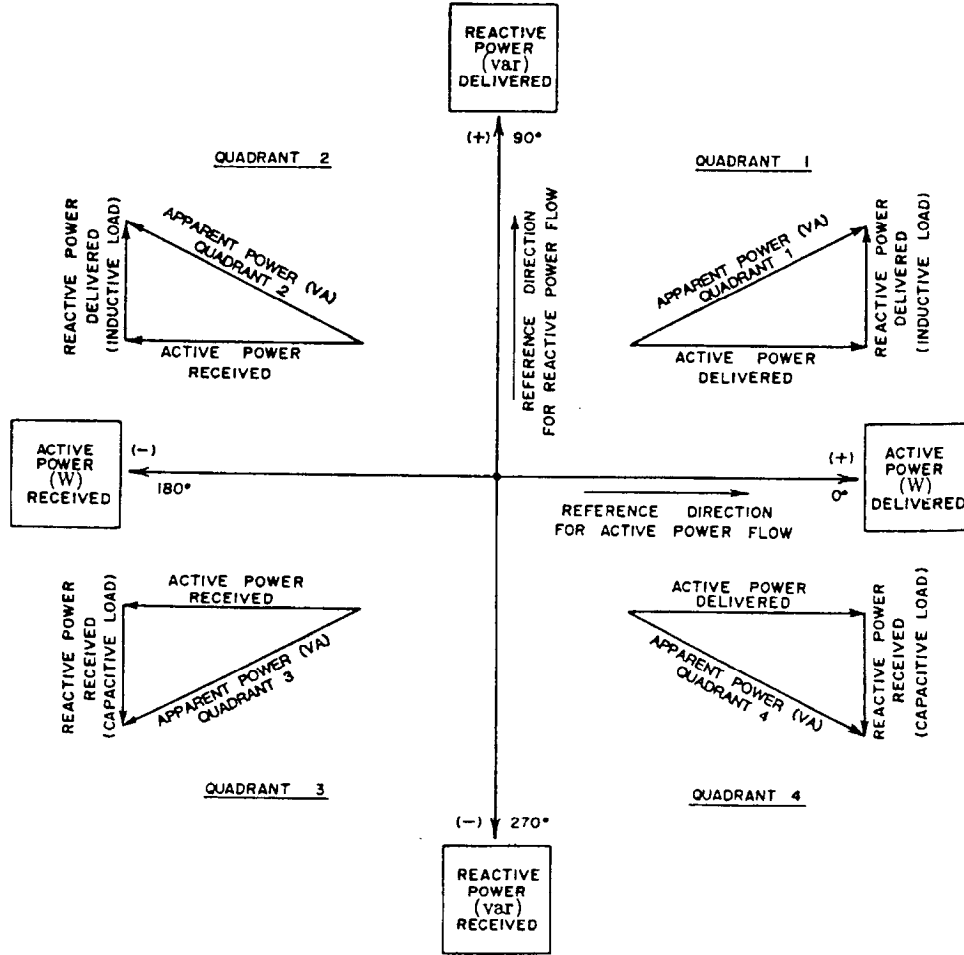 REACTIVE
POWER
(var)
DELIVERED
(+)
90°
QUADRANT 2
QUADRANT 1
REACTIVE POWER
DELIVERED
(INDUCTIVE LOAD)
APPARENT POWER (VA)
QUADRANT 2
ACTIVE POWER
RECEIVED
REFERENCE DIRECTION
FOR REACTIVE POWER FLOW
APPARENT POWER (VA)
QUADRANT 1
ACTIVE POWER
DELIVERED
REACTIVE POWER
DELIVERED
(INDUCTIVE LOAD)
ACTIVE
POWER
(W)
RECEIVED
(-)
180°
(+)
0°
ACTIVE
POWER
(W)
DELIVERED
REFERENCE DIRECTION
FOR ACTIVE POWER FLOW
REACTIVE POWER
RECEIVED
(CAPACITIVE LOAD)
ACTIVE POWER
RECEIVED
APPARENT POWER (VA)
QUADRANT 3
ACTIVE POWER
DELIVERED
APPARENT POWER (VA)
QUADRANT 4
REACTIVE POWER
RECEIVED
(CAPACITIVE LOAD)
QUADRANT 3
QUADRANT 4
(-)
270°
REACTIVE
POWER
(var)
RECEIVED